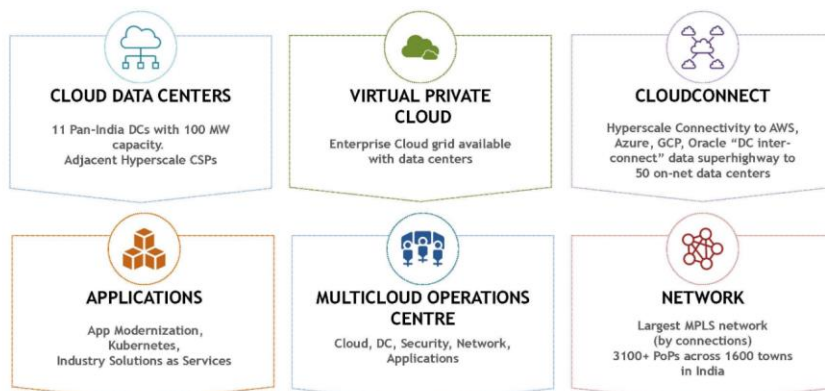 CLOUD DATA CENTERS
11 Pan-India DCs with 100 MW
capacity.
Adjacent Hyperscale CSPs
VIRTUAL PRIVATE
CLOUD
Enterprise Cloud grid available
with data centers
CLOUDCONNECT
Hyperscale Connectivity to AWS,
Azure, GCP, Oracle “DC inter-
connect” data superhighway to
50 on-net data centers
APPLICATIONS
App Modernization,
Kubernetes,
Industry Solutions as Services
MULTICLOUD OPERATIONS
CENTRE
Cloud, DC, Security, Network,
Applications
NETWORK
Largest MPLS network
(by connections)
3100+ PoPs across 1600 towns
in India